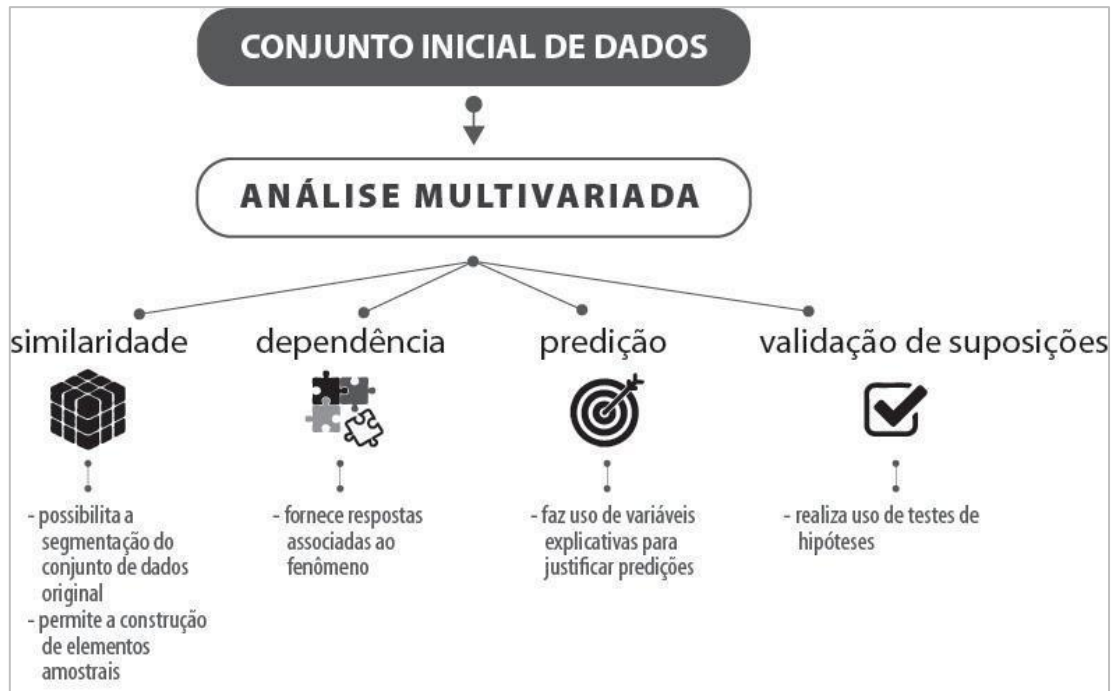 CONJUNTO INICIAL DE DADOS
ANÁLISE MULTIVARIADA
similaridade
dependência
predição
validação de suposições
- possibilita a
segmentação do
conjunto de dados
original
- permite a construção
de elementos
amostrais
- fornece respostas
associadas ao
fenômeno
- faz uso de variáveis
explicativas para
justificar predições
- realiza uso de testes de
hipóteses